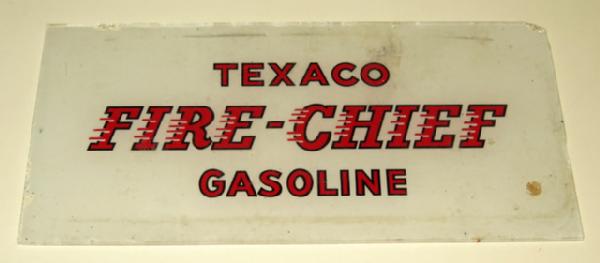 TEXACO
FIRE-CHIEF
GASOLINE